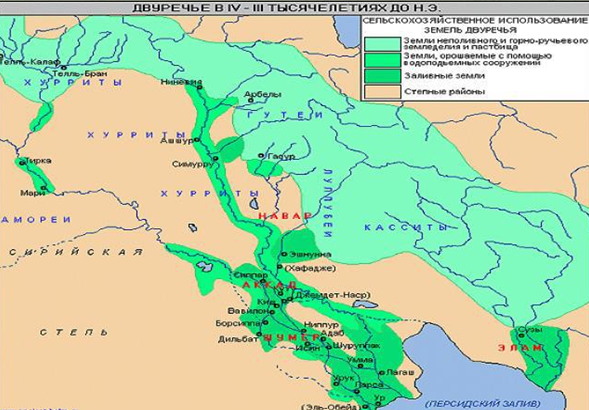 ДВУРЕЧЬЕ В IV - III ТЫСЯЧЕЛЕТИЯХ ДО Н.Э.
СЕЛЬСКОХОЗЯЙСТВЕННОЕ ИСПОЛЬЗОВАНИЕ
ЗЕМЕЛЬ ДВУРЕЧЬЯ
Земли неполивного и горно-ручьевого
земледелия и пастбища
Земли, орошаемые с помощью
водоподъемных сооружений
Заливные земли
Степные районы
Телль-Калаф
Телль-Бран
ХУРРИТЫ
Ниневия
Арбелы
ГУТЕИ
ХУРРИТЫ
Ашшур
Симурру
Гасур
Тирка
Мари
ХУРРИТЫ
ЛУЛЛУБЕИ
АМОРЕИ
НАВАР
КАССИТЫ
СИРИЙСКАЯ
Эшнунна
(Хафадже)
Сиппар
АККАД
Джемдет-Наср)
Киш
Вавилон
Борсиппа
Ниппур
Сузы
СТЕПЬ
Дильбат
ШУМЕР
Адаб
Исин
Шуруппак
ЭЛАМ
Умма
Лагаш
Урук
Ларса
Ур
(Эль-Обейд)
(ПЕРСИДСКИЙ ЗАЛИВ)